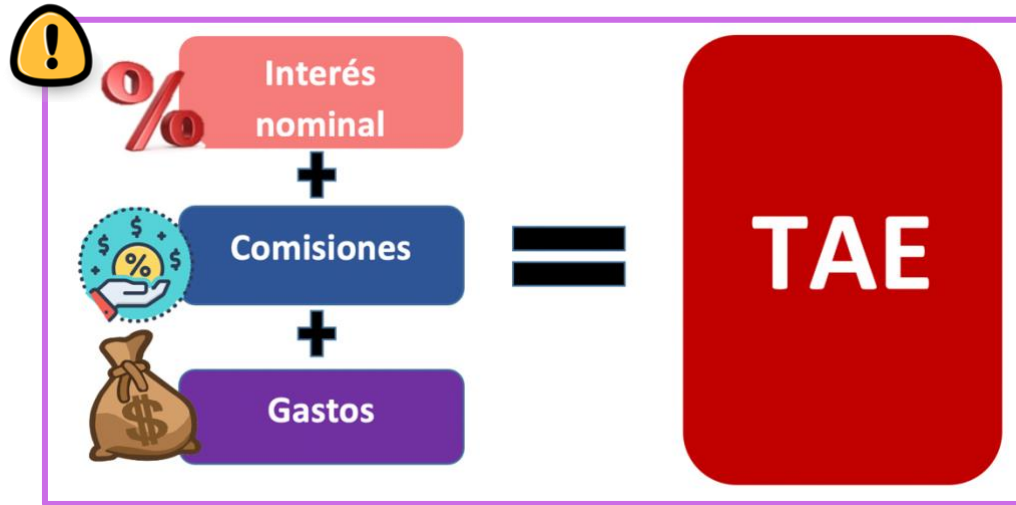 Interés
nominal
+
Comisiones
+
Gastos
=
TAE